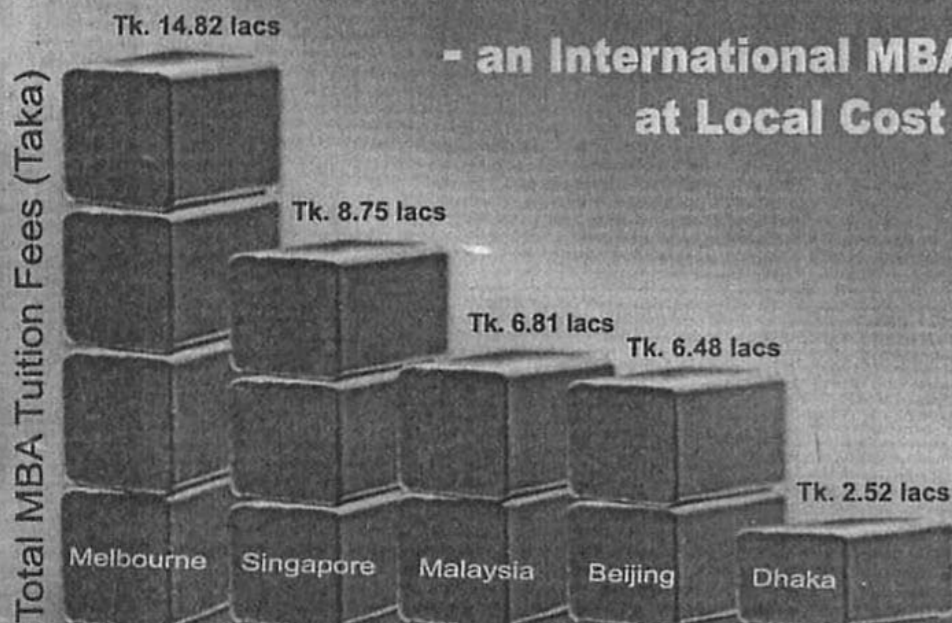 Tk. 14.82 lacs
- an International MBA
at Local Cost
Total MBA Tuition Fees (Taka)
Tk. 8.75 lacs
Tk. 6.81 lacs
Tk. 6.48 lacs
Tk. 2.52 lacs
Melbourne
Singapore
Malaysia
Beijing
Dhaka